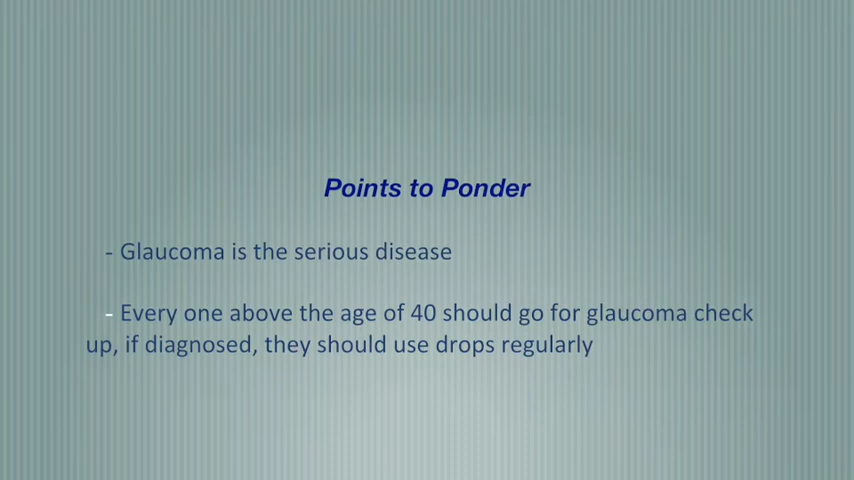 Points to Ponder
- Glaucoma is the serious disease
- Every one above the age of 40 should go for glaucoma check
up, if diagnosed, they should use drops regularly